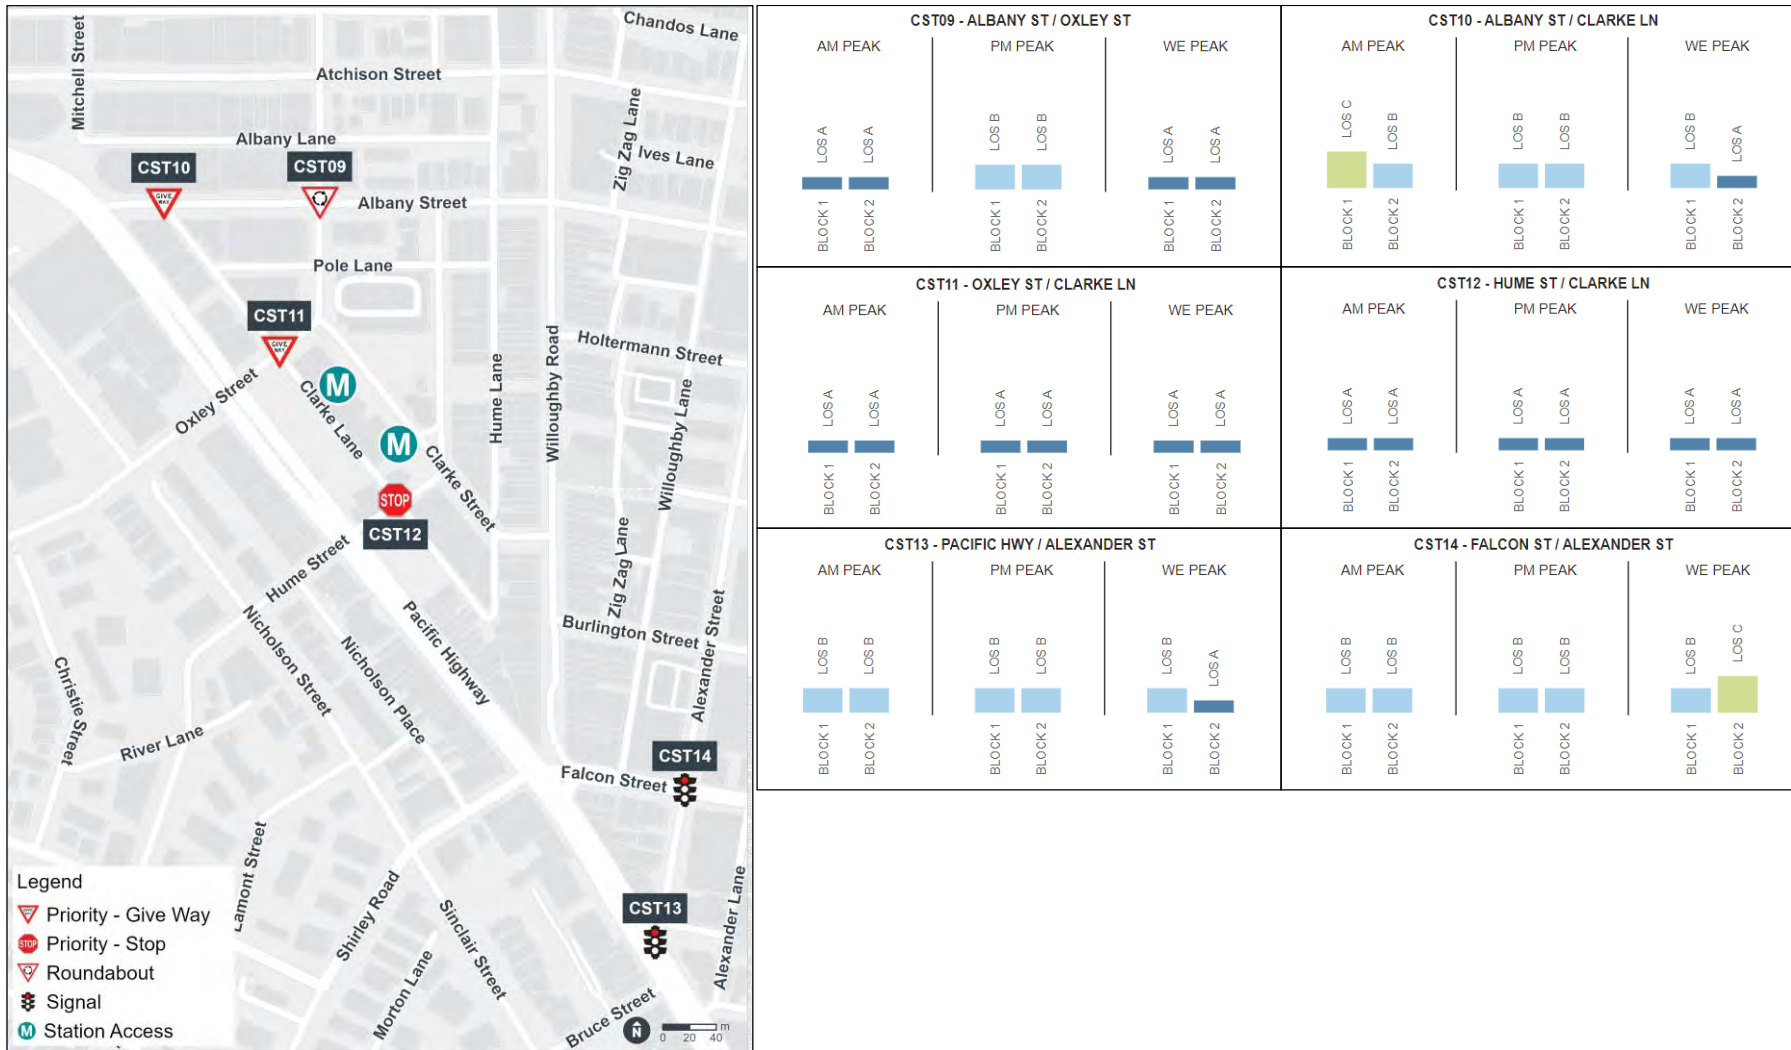 Chandos Lane
Mitchell Street
Atchison Street
Zig Zag Lane
Albany Lane
Ives Lane
CST10
CST09
GIVE WAY
Albany Street
Pole Lane
CST11
GIVE WAY
Holtermann Street
Oxley Street
Clarke Lane
M
Hume Lane
Willoughby Road
Willoughby Lane
M
Clarke Street
STOP
CST12
Hume Street
Zig Zag Lane
Nicholson Street
Pacific Highway
Burlington Street
Alexander Street
Nicholson Place
Christie Street
River Lane
CST14
Falcon Street
Lamont Street
Shirley Road
Sinclair Street
CST13
Alexander Lane
Morton Lane
Bruce Street
Legend
Priority - Give Way
STOP Priority - Stop
Roundabout
Signal
M Station Access
N
m
0 20 40
CST09 - ALBANY ST / OXLEY ST
AM PEAK PM PEAK WE PEAK
LOS A LOS A LOS B LOS B LOS A LOS A
BLOCK 1 BLOCK 2 BLOCK 1 BLOCK 2 BLOCK 1 BLOCK 2
CST10 - ALBANY ST / CLARKE LN
AM PEAK PM PEAK WE PEAK
LOS C LOS B LOS B LOS B LOS B LOS A
BLOCK 1 BLOCK 2 BLOCK 1 BLOCK 2 BLOCK 1 BLOCK 2
CST11 - OXLEY ST / CLARKE LN
AM PEAK PM PEAK WE PEAK
LOS A LOS A LOS A LOS A LOS A LOS A
BLOCK 1 BLOCK 2 BLOCK 1 BLOCK 2 BLOCK 1 BLOCK 2
CST12 - HUME ST / CLARKE LN
AM PEAK PM PEAK WE PEAK
LOS A LOS A LOS A LOS A LOS A LOS A
BLOCK 1 BLOCK 2 BLOCK 1 BLOCK 2 BLOCK 1 BLOCK 2
CST13 - PACIFIC HWY / ALEXANDER ST
AM PEAK PM PEAK WE PEAK
LOS B LOS B LOS B LOS B LOS B LOS A
BLOCK 1 BLOCK 2 BLOCK 1 BLOCK 2 BLOCK 1 BLOCK 2
CST14 - FALCON ST / ALEXANDER ST
AM PEAK PM PEAK WE PEAK
LOS B LOS B LOS B LOS B LOS B LOS C
BLOCK 1 BLOCK 2 BLOCK 1 BLOCK 2 BLOCK 1 BLOCK 2